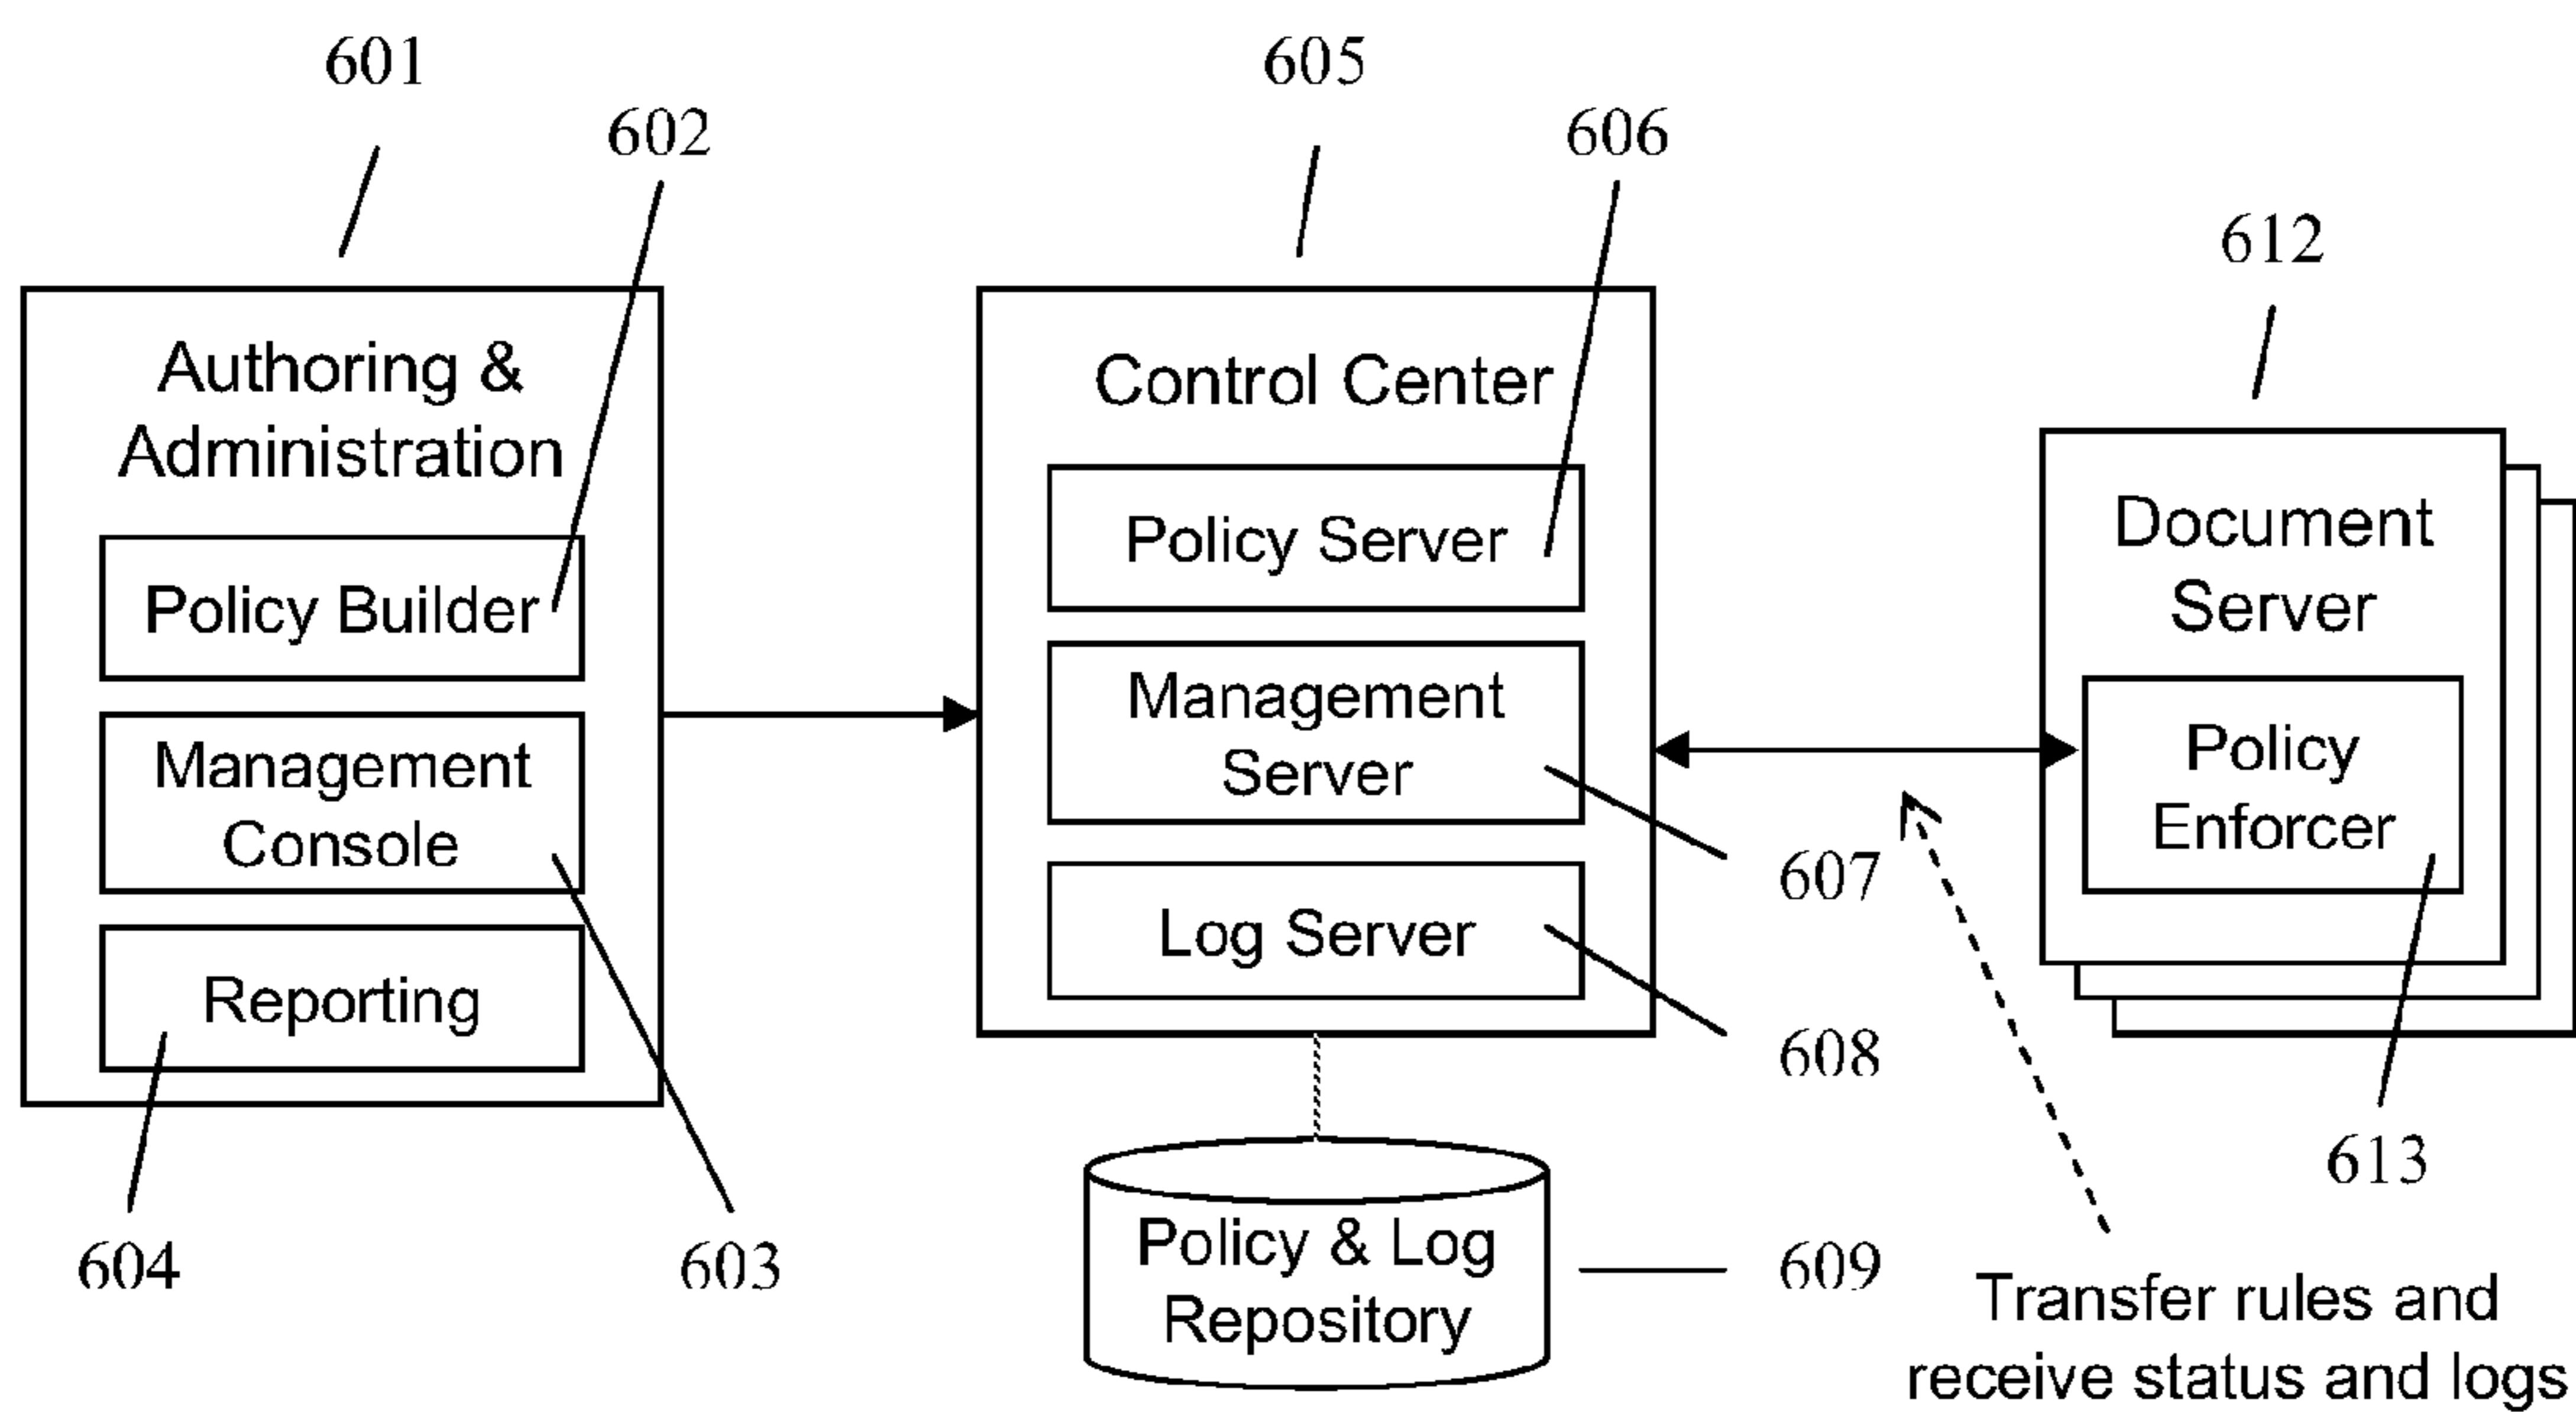 601
602
605
606
612
Authoring &
Administration
Policy Builder
Management
Console
Reporting
604
603
Control Center
Policy Server
Management
Server
Log Server
607
608
Policy & Log
Repository
609
Document
Server
Policy
Enforcer
613
Transfer rules and
receive status and logs